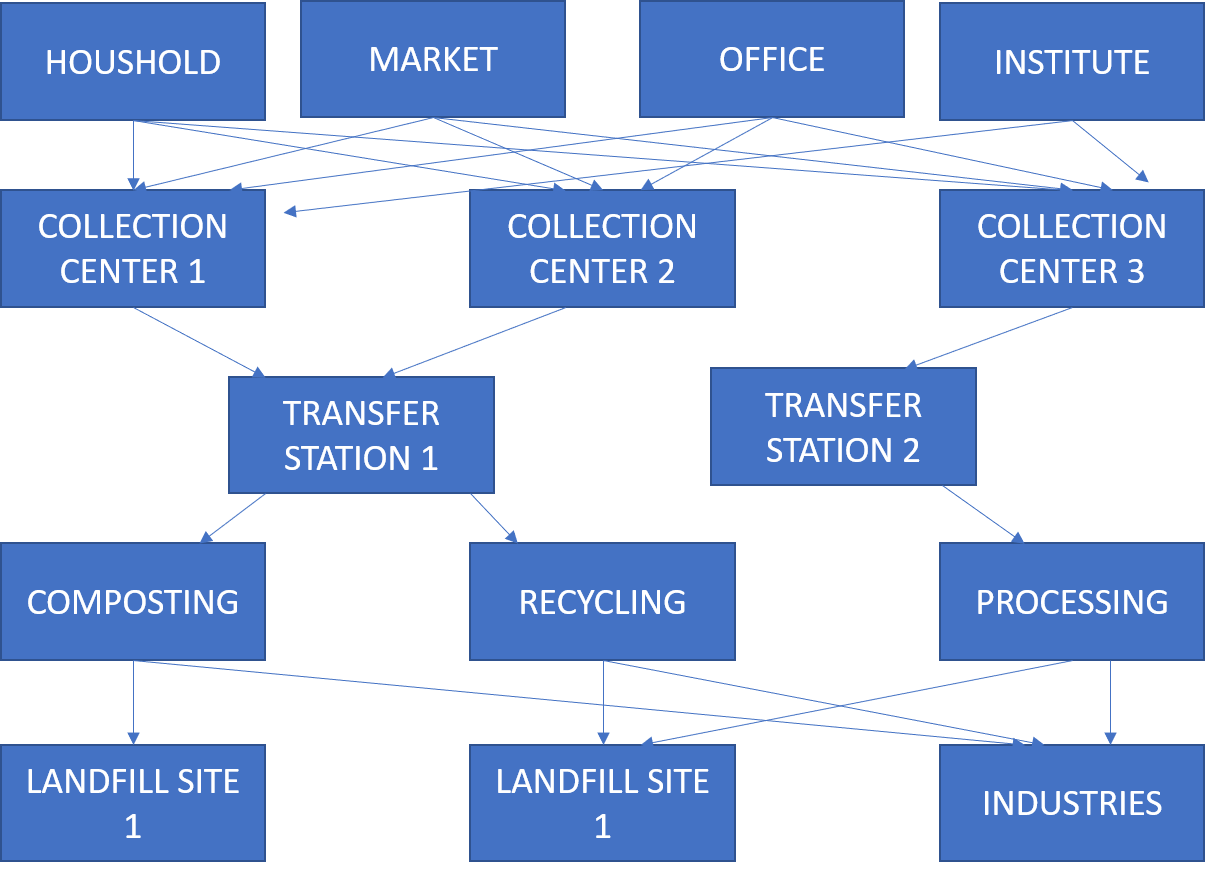 HOUSHOLD
MARKET
OFFICE
INSTITUTE
COLLECTION
CENTER 1
COLLECTION
CENTER 2
COLLECTION
CENTER 3
TRANSFER
STATION 1
TRANSFER
STATION 2
COMPOSTING
RECYCLING
PROCESSING
LANDFILL SITE
1
LANDFILL SITE
1
INDUSTRIES